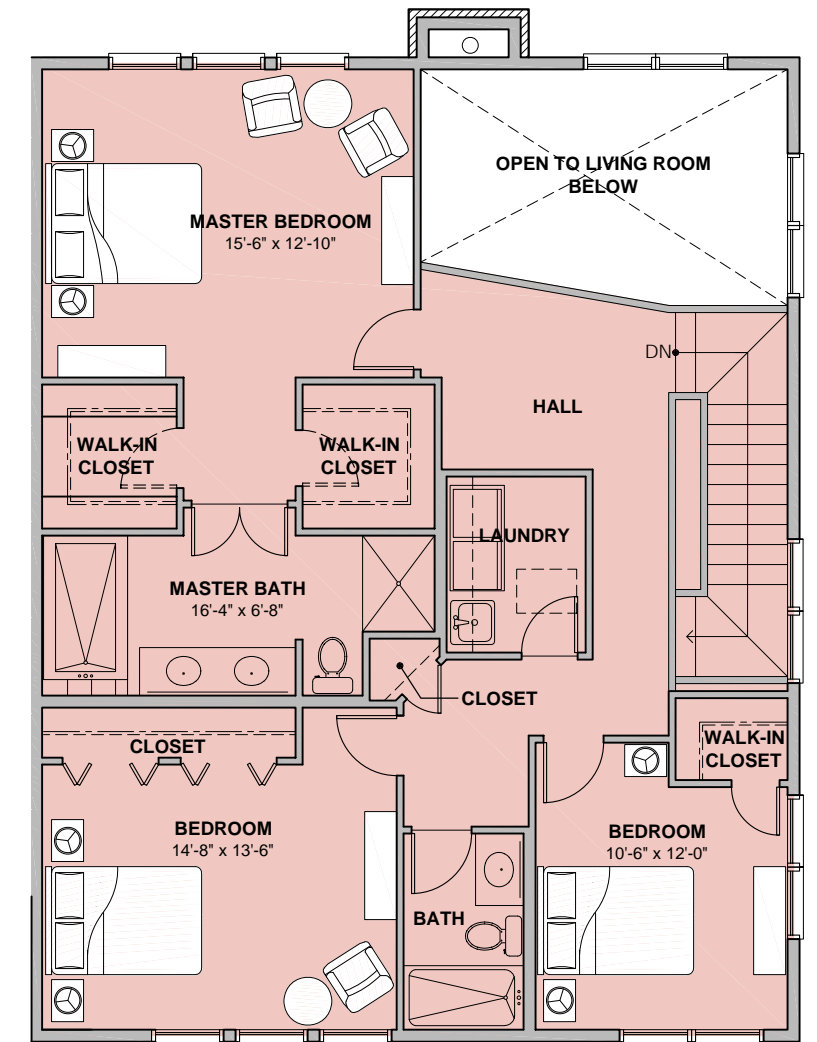 OPEN TO LIVING ROOM
BELOW
MASTER BEDROOM
15'-6" x 12'-10"
DN
HALL
WALK-IN
CLOSET
WALK-IN
CLOSET
LAUNDRY
MASTER BATH
16'-4" x 6'-8"
CLOSET
CLOSET
WALK-IN
CLOSET
BEDROOM
14'-8" x 13'-6"
BEDROOM
10'-6" x 12'-0"
BATH